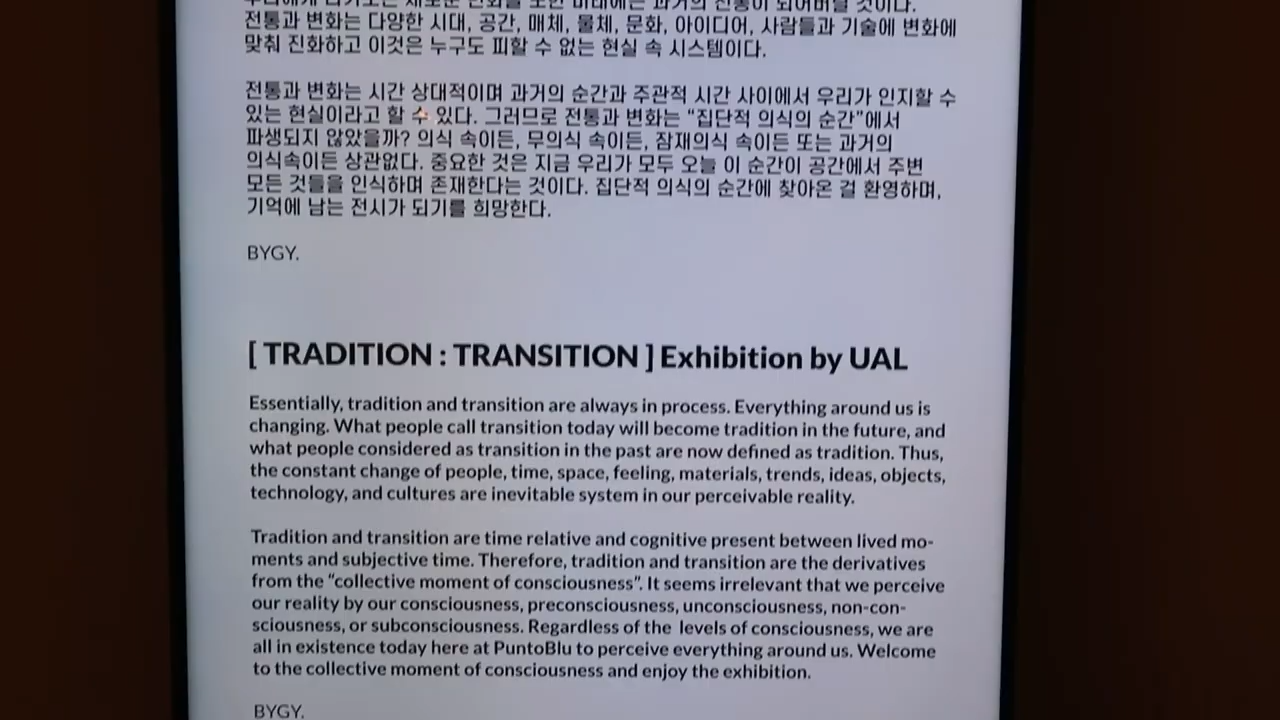 전통과 변화는 다양한 시대, 공간, 매체, 물체, 문화, 아이디어, 사람들과 기술에 변화에
맞춰 진화하고 이것은 누구도 피할 수 없는 현실 속 시스템이다.
전통과 변화는 시간 상대적이며 과거의 순간과 주관적 시간 사이에서 우리가 인지할 수
있는 현실이라고 할 수 있다. 그러므로 전통과 변화는 “집단적 의식의 순간”에서
파생되지 않았을까? 의식 속이든, 무의식 속이든, 잠재의식 속이든 또는 과거의
의식속이든 상관없다. 중요한 것은 지금 우리가 모두 오늘 이 순간이 공간에서 주변
모든 것들을 인식하며 존재한다는 것이다. 집단적 의식의 순간에 찾아온 걸 환영하며,
기억에 남는 전시가 되기를 희망한다.
BYGY.
[ TRADITION : TRANSITION ] Exhibition by UAL
Essentially, tradition and transition are always in process. Everything around us is
changing. What people call transition today will become tradition in the future, and
what people considered as transition in the past are now defined as tradition. Thus,
the constant change of people, time, space, feeling, materials, trends, ideas, objects,
technology, and cultures are inevitable system in our perceivable reality.
Tradition and transition are time relative and cognitive present between lived mo-
ments and subjective time. Therefore, tradition and transition are the derivatives
from the “collective moment of consciousness”. It seems irrelevant that we perceive
our reality by our consciousness, preconsciousness, unconsciousness, non-con-
sciousness, or subconsciousness. Regardless of the levels of consciousness, we are
all in existence today here at PuntoBlu to perceive everything around us. Welcome
to the collective moment of consciousness and enjoy the exhibition.
BYGY.